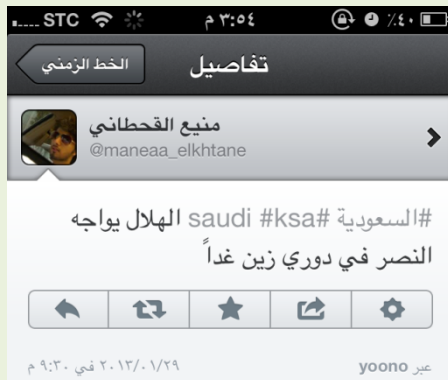 STC ٣:٥٤ م ٪٤٠
الخط الزمني تفاصيل
منيع القحطاني
@maneaa_elkhtane
#السعودية #saudi #ksa الهلال يواجه
النصر في دوري زين غداً
٢٠١٣/٠١/٢٩ في ٩:٣٠ م
عبر yoono